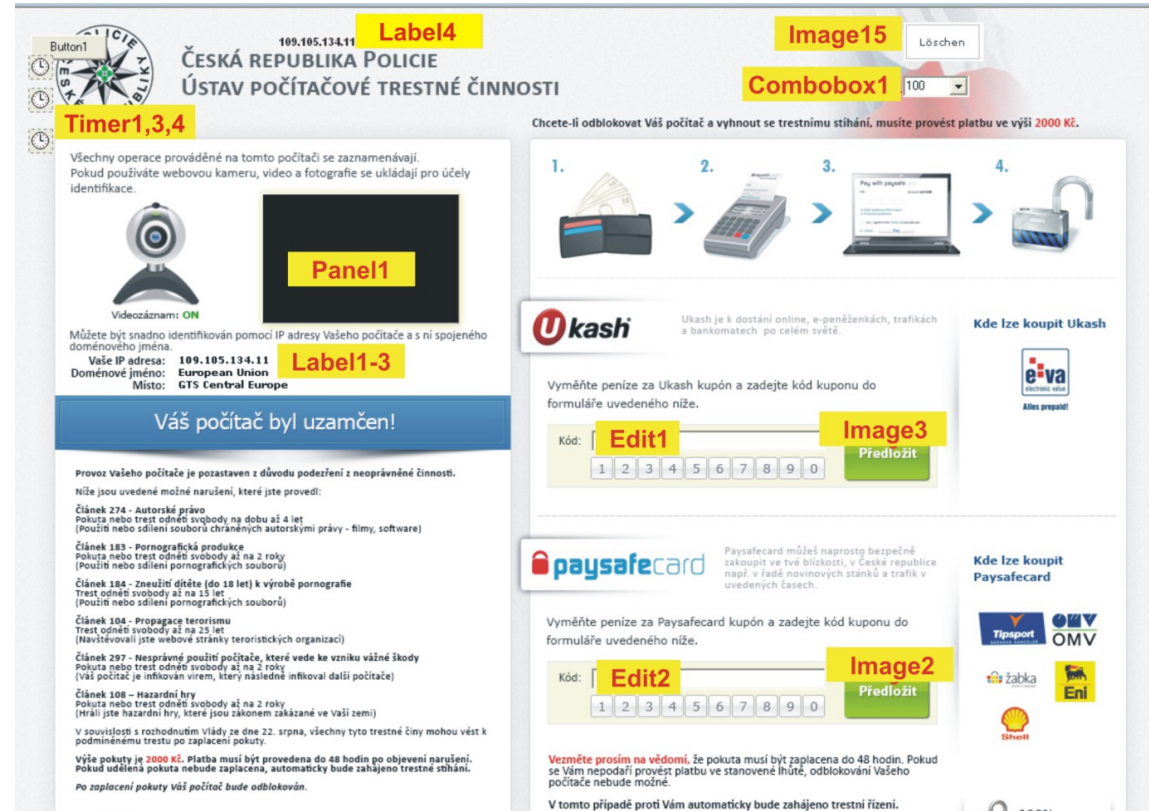 Button1
POLICIE
109.105.134.11
Label4
ČESKÁ REPUBLIKA POLICIE
ÚSTAV POČÍTAČOVÉ TRESTNÉ ČINNOSTI
Timer1,3,4
Image15
Löschen
Combobox1
100
Chcete-li odblokovat Váš počítač a vyhnout se trestnímu stíhání, musíte provést platbu ve výši 2000 Kč.
Všechny operace prováděné na tomto počítači se zaznamenávají.
Pokud používáte webovou kameru, video a fotografie se ukládají pro účely
identifikace.
Panel1
Videozáznam: ON
Můžete být snadno identifikován pomocí IP adresy Vašeho počítače a s ní spojeného
doménového jména.
Vaše IP adresa: 109.105.134.11
Label1-3
Doménové jméno: European Union
Místo: GTS Central Europe
Váš počítač byl uzamčen!
Provoz Vašeho počítače je pozastaven z důvodu podezření z neoprávněné činnosti.
Níže jsou uvedené možné narušení, které jste provedl:
Článek 274 - Autorské právo
Pokuta nebo trest odnětí svobody na dobu až 4 let
(Použití nebo sdílení souborů chráněných autorskými právy - filmy, software)
Článek 183 - Pornografická produkce
Pokuta nebo trest odnětí svobody až na 2 roky
(Použití nebo sdílení pornografických souborů)
Článek 184 - Zneužití dítěte (do 18 let) k výrobě pornografie
Trest odnětí svobody až na 15 let
(Použití nebo sdílení pornografických souborů)
Článek 104 - Propagace terorismu
Trest odnětí svobody až na 25 let
(Navštěvovali jste webové stránky teroristických organizací)
Článek 297 - Nesprávné použití počítače, které vede ke vzniku vážné škody
Pokuta nebo trest odnětí svobody až na 2 roky
(Váš počítač je infikován virem, který následně infikoval další počítače)
Článek 108 – Hazardní hry
Pokuta nebo trest odnětí svobody až na 2 roky
(Hráli jste hazardní hry, které jsou zákonem zakázané ve Vaší zemi)
V souvislosti s rozhodnutím Vlády ze dne 22. srpna, všechny tyto trestné činy mohou vést k
podmíněnému trestu po zaplacení pokuty.
Výše pokuty je 2000 Kč. Platba musí být provedena do 48 hodin po objevení narušení.
Pokud udělená pokuta nebude zaplacena, automaticky bude zahájeno trestné stíhání.
Po zaplacení pokuty Váš počítač bude odblokován.
1.
2.
3.
4.
Pay with paysafe
Ukash
Ukash je k dostání online, e-peněženkách, trafikách
a bankomatech po celém světě.
Kde lze koupit Ukash
e-va
electronic value
Alles prepaid!
Vyměňte peníze za Ukash kupón a zadejte kód kuponu do
formuláře uvedeného níže.
Kód:
Edit1
Image3
Předložit
1 2 3 4 5 6 7 8 9 0
paysafecard
Paysafecard můžeš naprosto bezpečně
zakoupit ve tvé blízkosti, v České republice
např. v řadě novinových stánků a trafik v
uvedených časech.
Kde lze koupit
Paysafecard
Tipsport
OMV
žabka
Eni
Shell
Vyměňte peníze za Paysafecard kupón a zadejte kód kuponu do
formuláře uvedeného níže.
Kód:
Edit2
Image2
Předložit
1 2 3 4 5 6 7 8 9 0
Vezměte prosím na vědomí, že pokuta musí být zaplacena do 48 hodin. Pokud
se Vám nepodaří provést platbu ve stanovené lhůtě, odblokování Vašeho
počítače nebude možné.
V tomto případě proti Vám automaticky bude zahájeno trestní řízení.